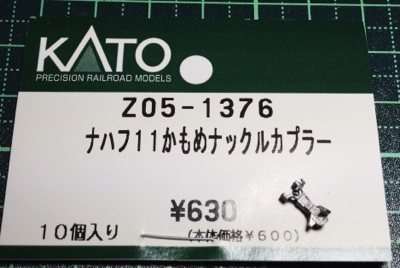 KATO
PRECISION RAILROAD MODELS
Z05-1376
ナハフ11かもめナックルカプラー
¥630
10個入り (本体価格¥600)